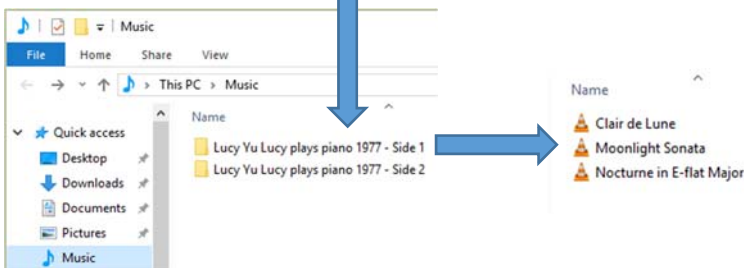 Music
File Home Share View
This PC > Music
Name
Quick access
Desktop
Downloads
Documents
Pictures
Music
Lucy Yu Lucy plays piano 1977 - Side 1
Lucy Yu Lucy plays piano 1977 - Side 2
Name
Clair de Lune
Moonlight Sonata
Nocturne in E-flat Major